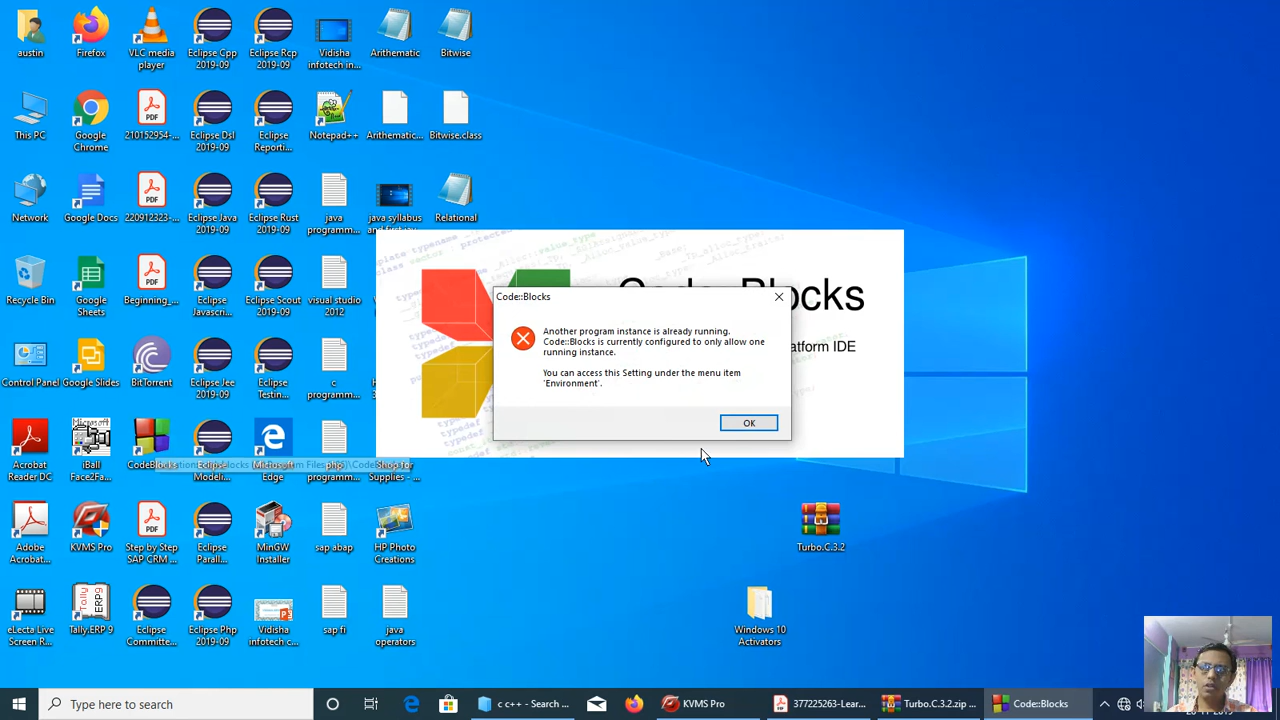 austin
Firefox
VLC media
player
Eclipse Cpp
2019-09
Eclipse Rcp
2019-09
Vidisha
infotech in...
Arithematic
Bitwise
This PC
Google
Chrome
210152954-...
Eclipse Dsl
2019-09
Eclipse
Reporti...
Notepad++
Arithematic...
Bitwise.class
Network
Google Docs
220912323-...
Eclipse Java
2019-09
Eclipse Rust
2019-09
java
programm...
java syllabus
Relational
Recycle Bin
Google
Sheets
Beginning_...
Eclipse
Javascri...
Eclipse Scout
2019-09
visual studio
2012
Control Panel
Google Slides
BitTorrent
Eclipse Jee
2019-09
Eclipse
Testin...
c
programm...
Acrobat
Reader DC
Microsoft
iBall
Face2Fa...
CodeBlocks
Eclipse
Modeli...
Microsoft
Edge
php
programm...
Shop for
Supplies - ...
Adobe
Acrobat...
KVMS Pro
Step by Step
SAP CRM ...
Eclipse
Parall...
MinGW
Installer
sap abap
HP Photo
Creations
eLecta Live
Screen R...
Tally.ERP 9
Eclipse
Committe...
Eclipse Php
2019-09
Vidisha
infotech c...
sap fi
java
operators
Code::Blocks
Another program instance is already running.
Code::Blocks is currently configured to only allow one
running instance.
You can access this Setting under the menu item
'Environment'.
OK
Blocks
atform IDE
Turbo.C.3.2
Windows 10
Activators
Type here to search
c c++ - Search ...
KVMS Pro
377225263-Lear...
Turbo.C.3.2.zip ...
Code::Blocks